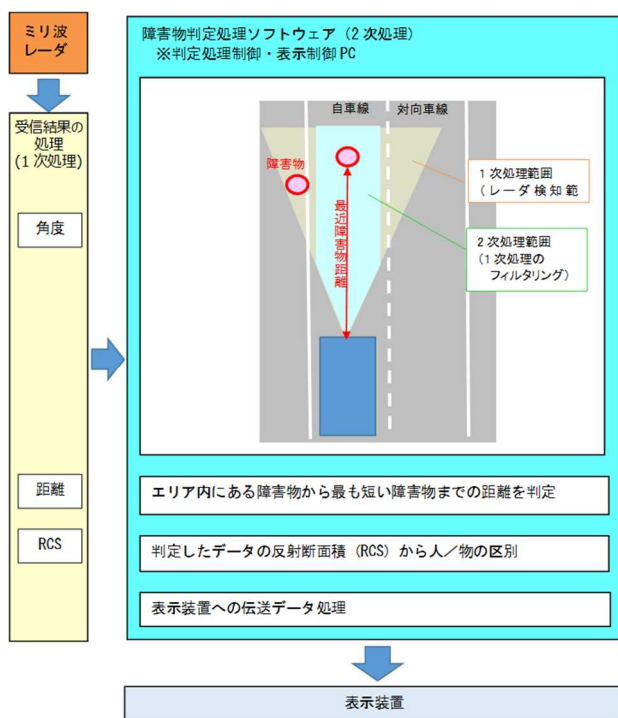 ミリ波
レーダ
受信結果の
処理
(1 次処理)
角度
距離
RCS
障害物判定処理ソフトウェア（2 次処理）
※判定処理制御・表示制御 PC
自車線
対向車線
障害物
最近障害物距離
1 次処理範囲
（レーダ検知範
2 次処理範囲
（1 次処理の
フィルタリング）
エリア内にある障害物から最も短い障害物までの距離を判定
判定したデータの反射断面積（RCS）から人／物の区別
表示装置への伝送データ処理
表示装置